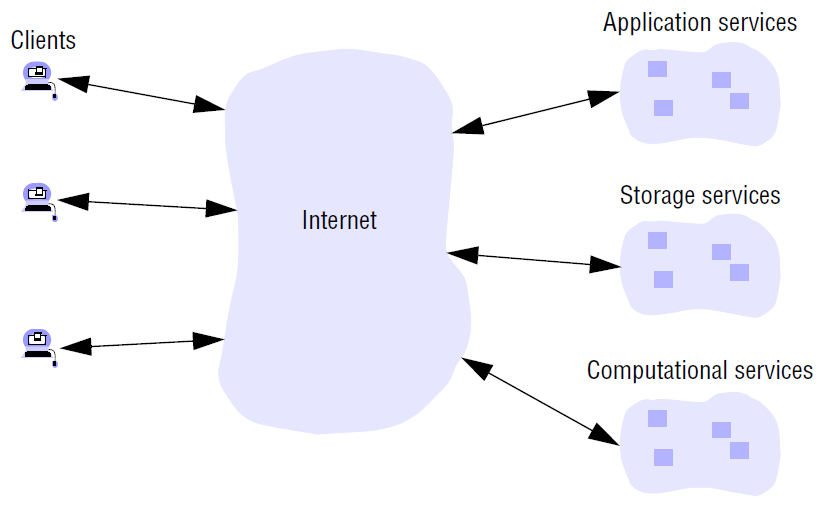 Clients
Application services
Internet
Storage services
Computational services